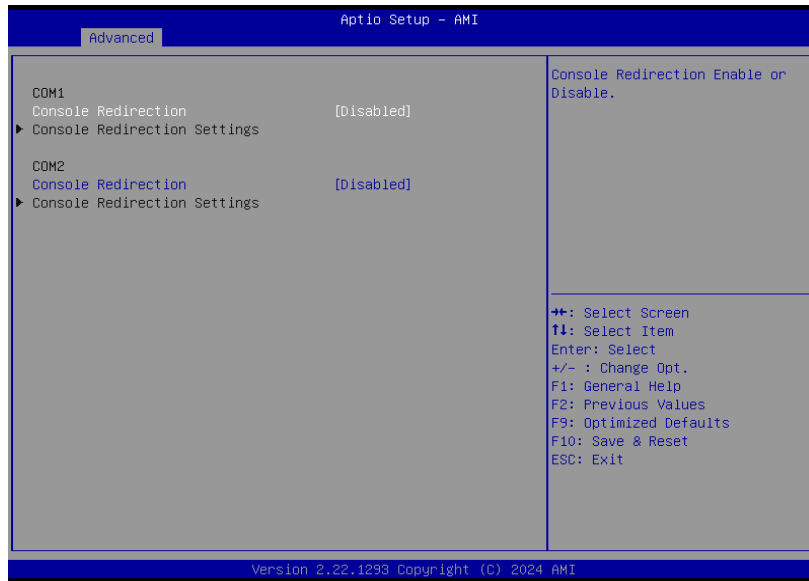 Aptio Setup - AMI
Advanced
COM1
Console Redirection [Disabled]
Console Redirection Settings
COM2
Console Redirection [Disabled]
Console Redirection Settings
Console Redirection Enable or
Disable.
→←: Select Screen
↑↓: Select Item
Enter: Select
+/- : Change Opt.
F1: General Help
F2: Previous Values
F9: Optimized Defaults
F10: Save & Reset
ESC: Exit
Version 2.22.1293 Copyright (C) 2024 AMI